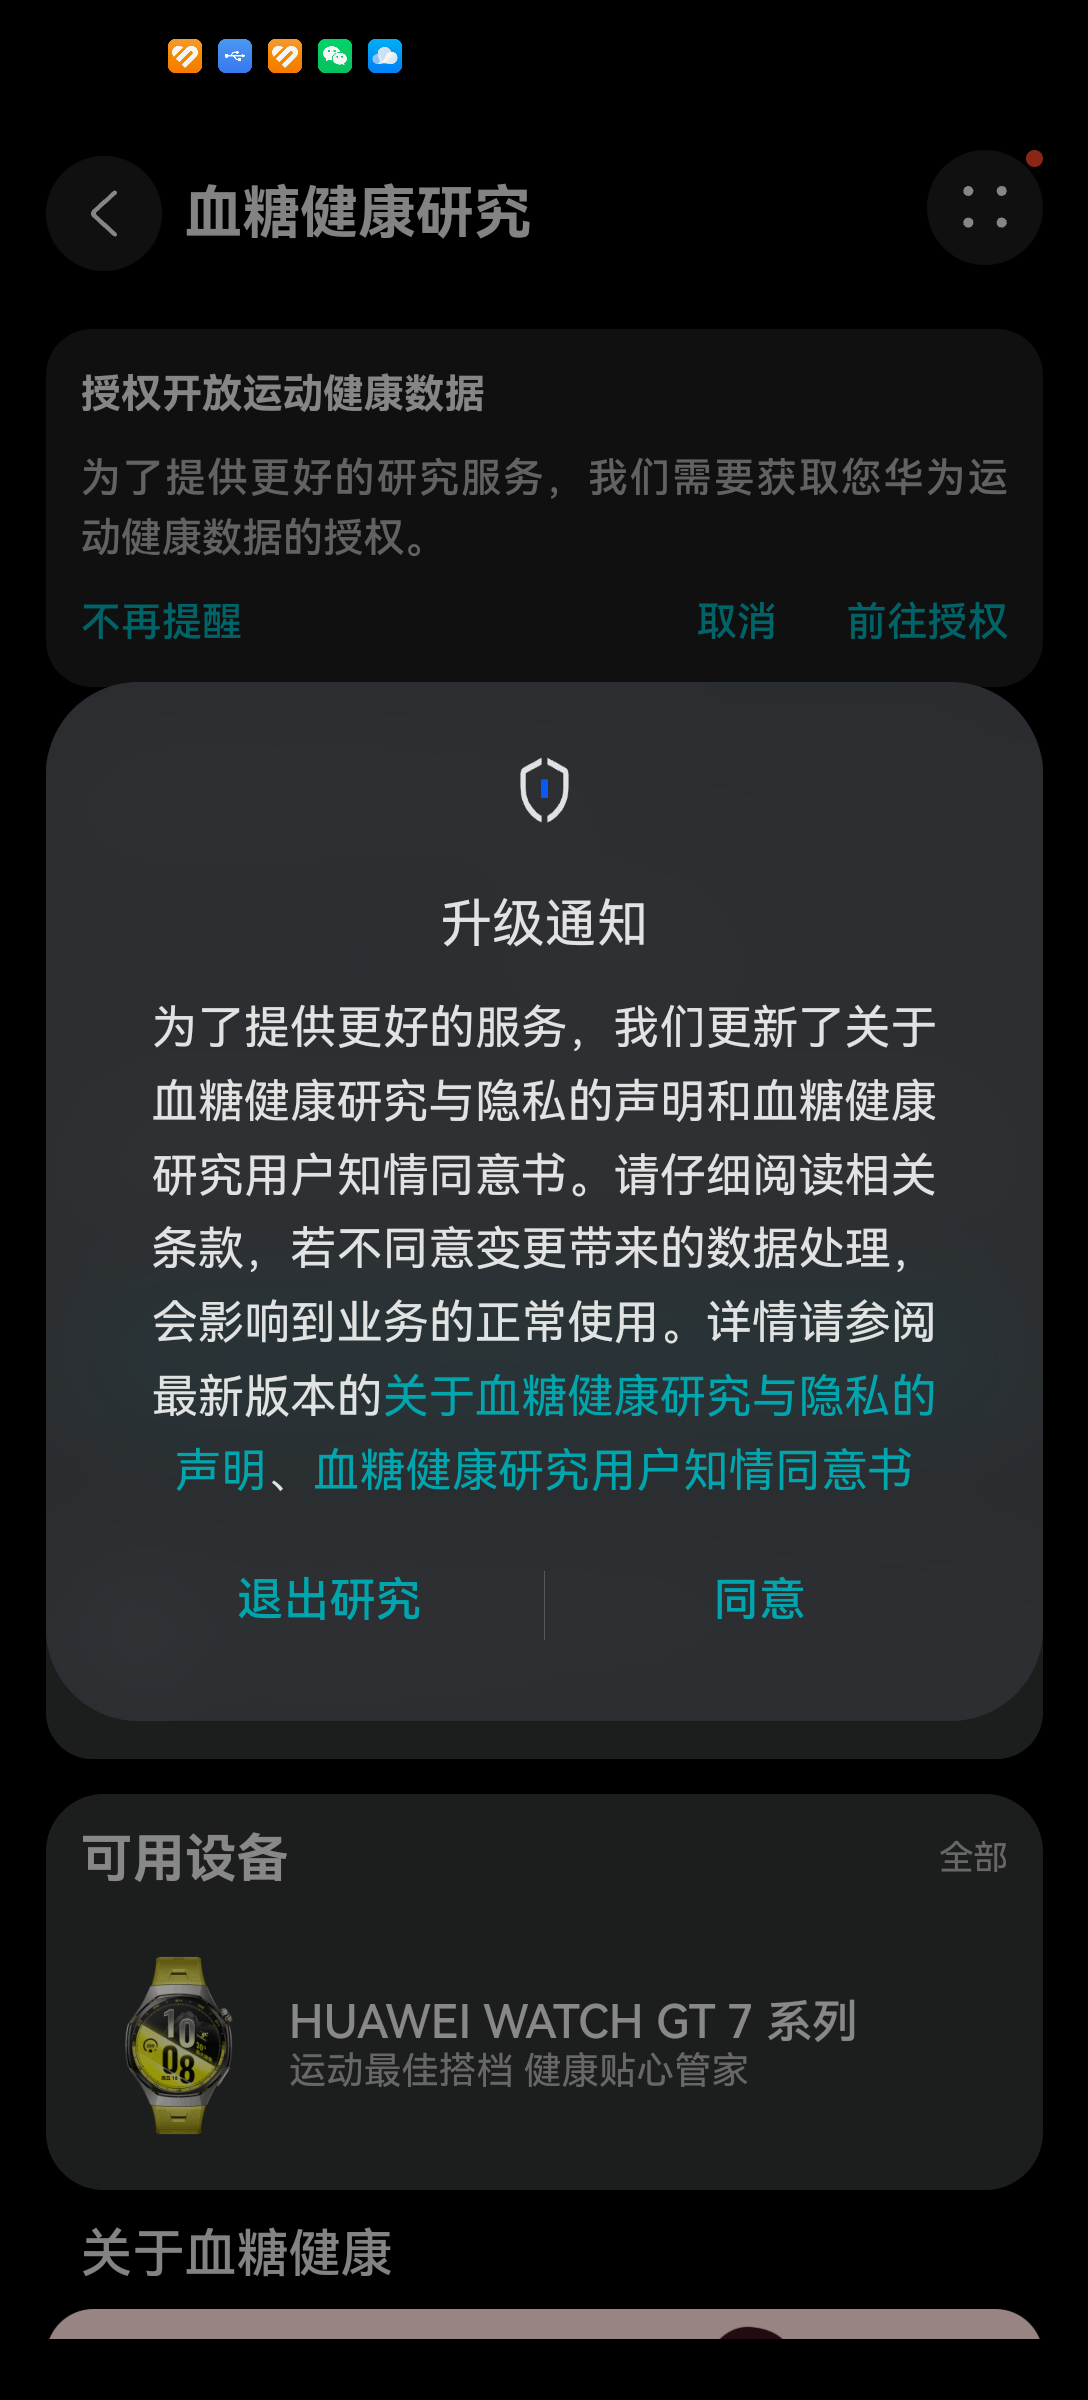 血糖健康研究
授权开放运动健康数据
为了提供更好的研究服务，我们需要获取您华为运
动健康数据的授权。
不再提醒 取消 前往授权
升级通知
为了提供更好的服务，我们更新了关于
血糖健康研究与隐私的声明和血糖健康
研究用户知情同意书。请仔细阅读相关
条款，若不同意变更带来的数据处理，
会影响到业务的正常使用。详情请参阅
最新版本的关于血糖健康研究与隐私的
声明、血糖健康研究用户知情同意书
退出研究 同意
可用设备 全部
10
08
HUAWEI WATCH GT 7 系列
运动最佳搭档 健康贴心管家
关于血糖健康